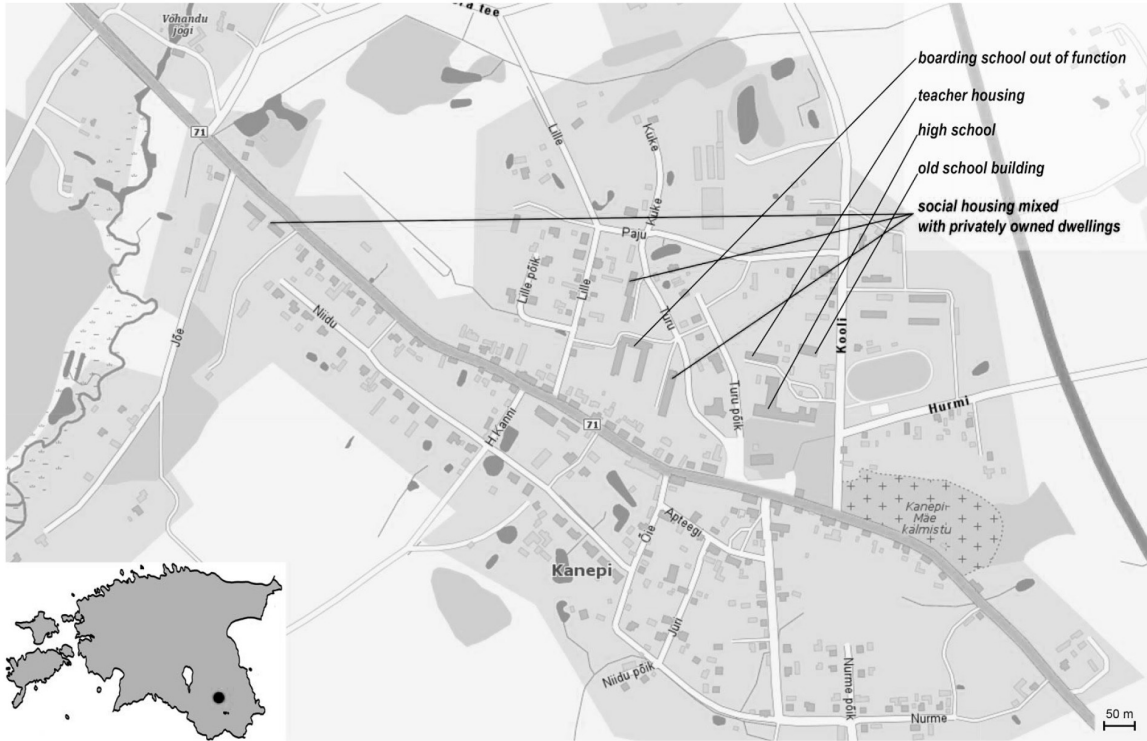 Võhandu
jõgi
ora tee
boarding school out of function
teacher housing
high school
old school building
social housing mixed
with privately owned dwellings
71
Lille
Kuke
Kuke
Paju
Lille põik
Lille
Turu
Niidu
Jõe
Kooli
Turu põik
Hurmi
H.Kanni
71
Kanepi-
Mäe
kalmistu
Apteegi
Õie
Kanepi
Jüri
Niidu põik
Nurme põik
Nurme
50 m